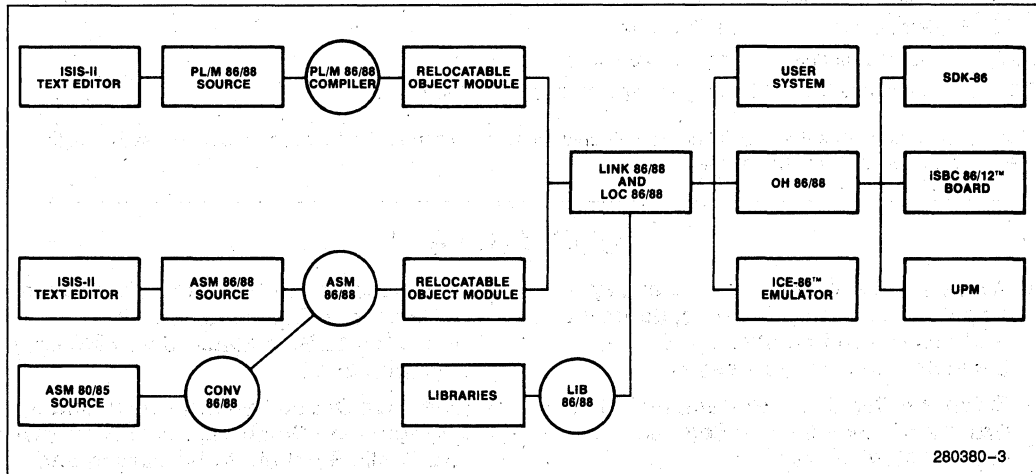 ISIS-II
TEXT EDITOR
PL/M 86/88
SOURCE
PL/M 86/88
COMPILER
RELOCATABLE
OBJECT MODULE
USER
SYSTEM
SDK-86
LINK 86/88
AND
LOC 86/88
OH 86/88
iSBC 86/12™
BOARD
ISIS-II
TEXT EDITOR
ASM 86/88
SOURCE
ASM
86/88
RELOCATABLE
OBJECT MODULE
ICE-86™
EMULATOR
UPM
ASM 80/85
SOURCE
CONV
86/88
LIBRARIES
LIB
86/88
280380-3